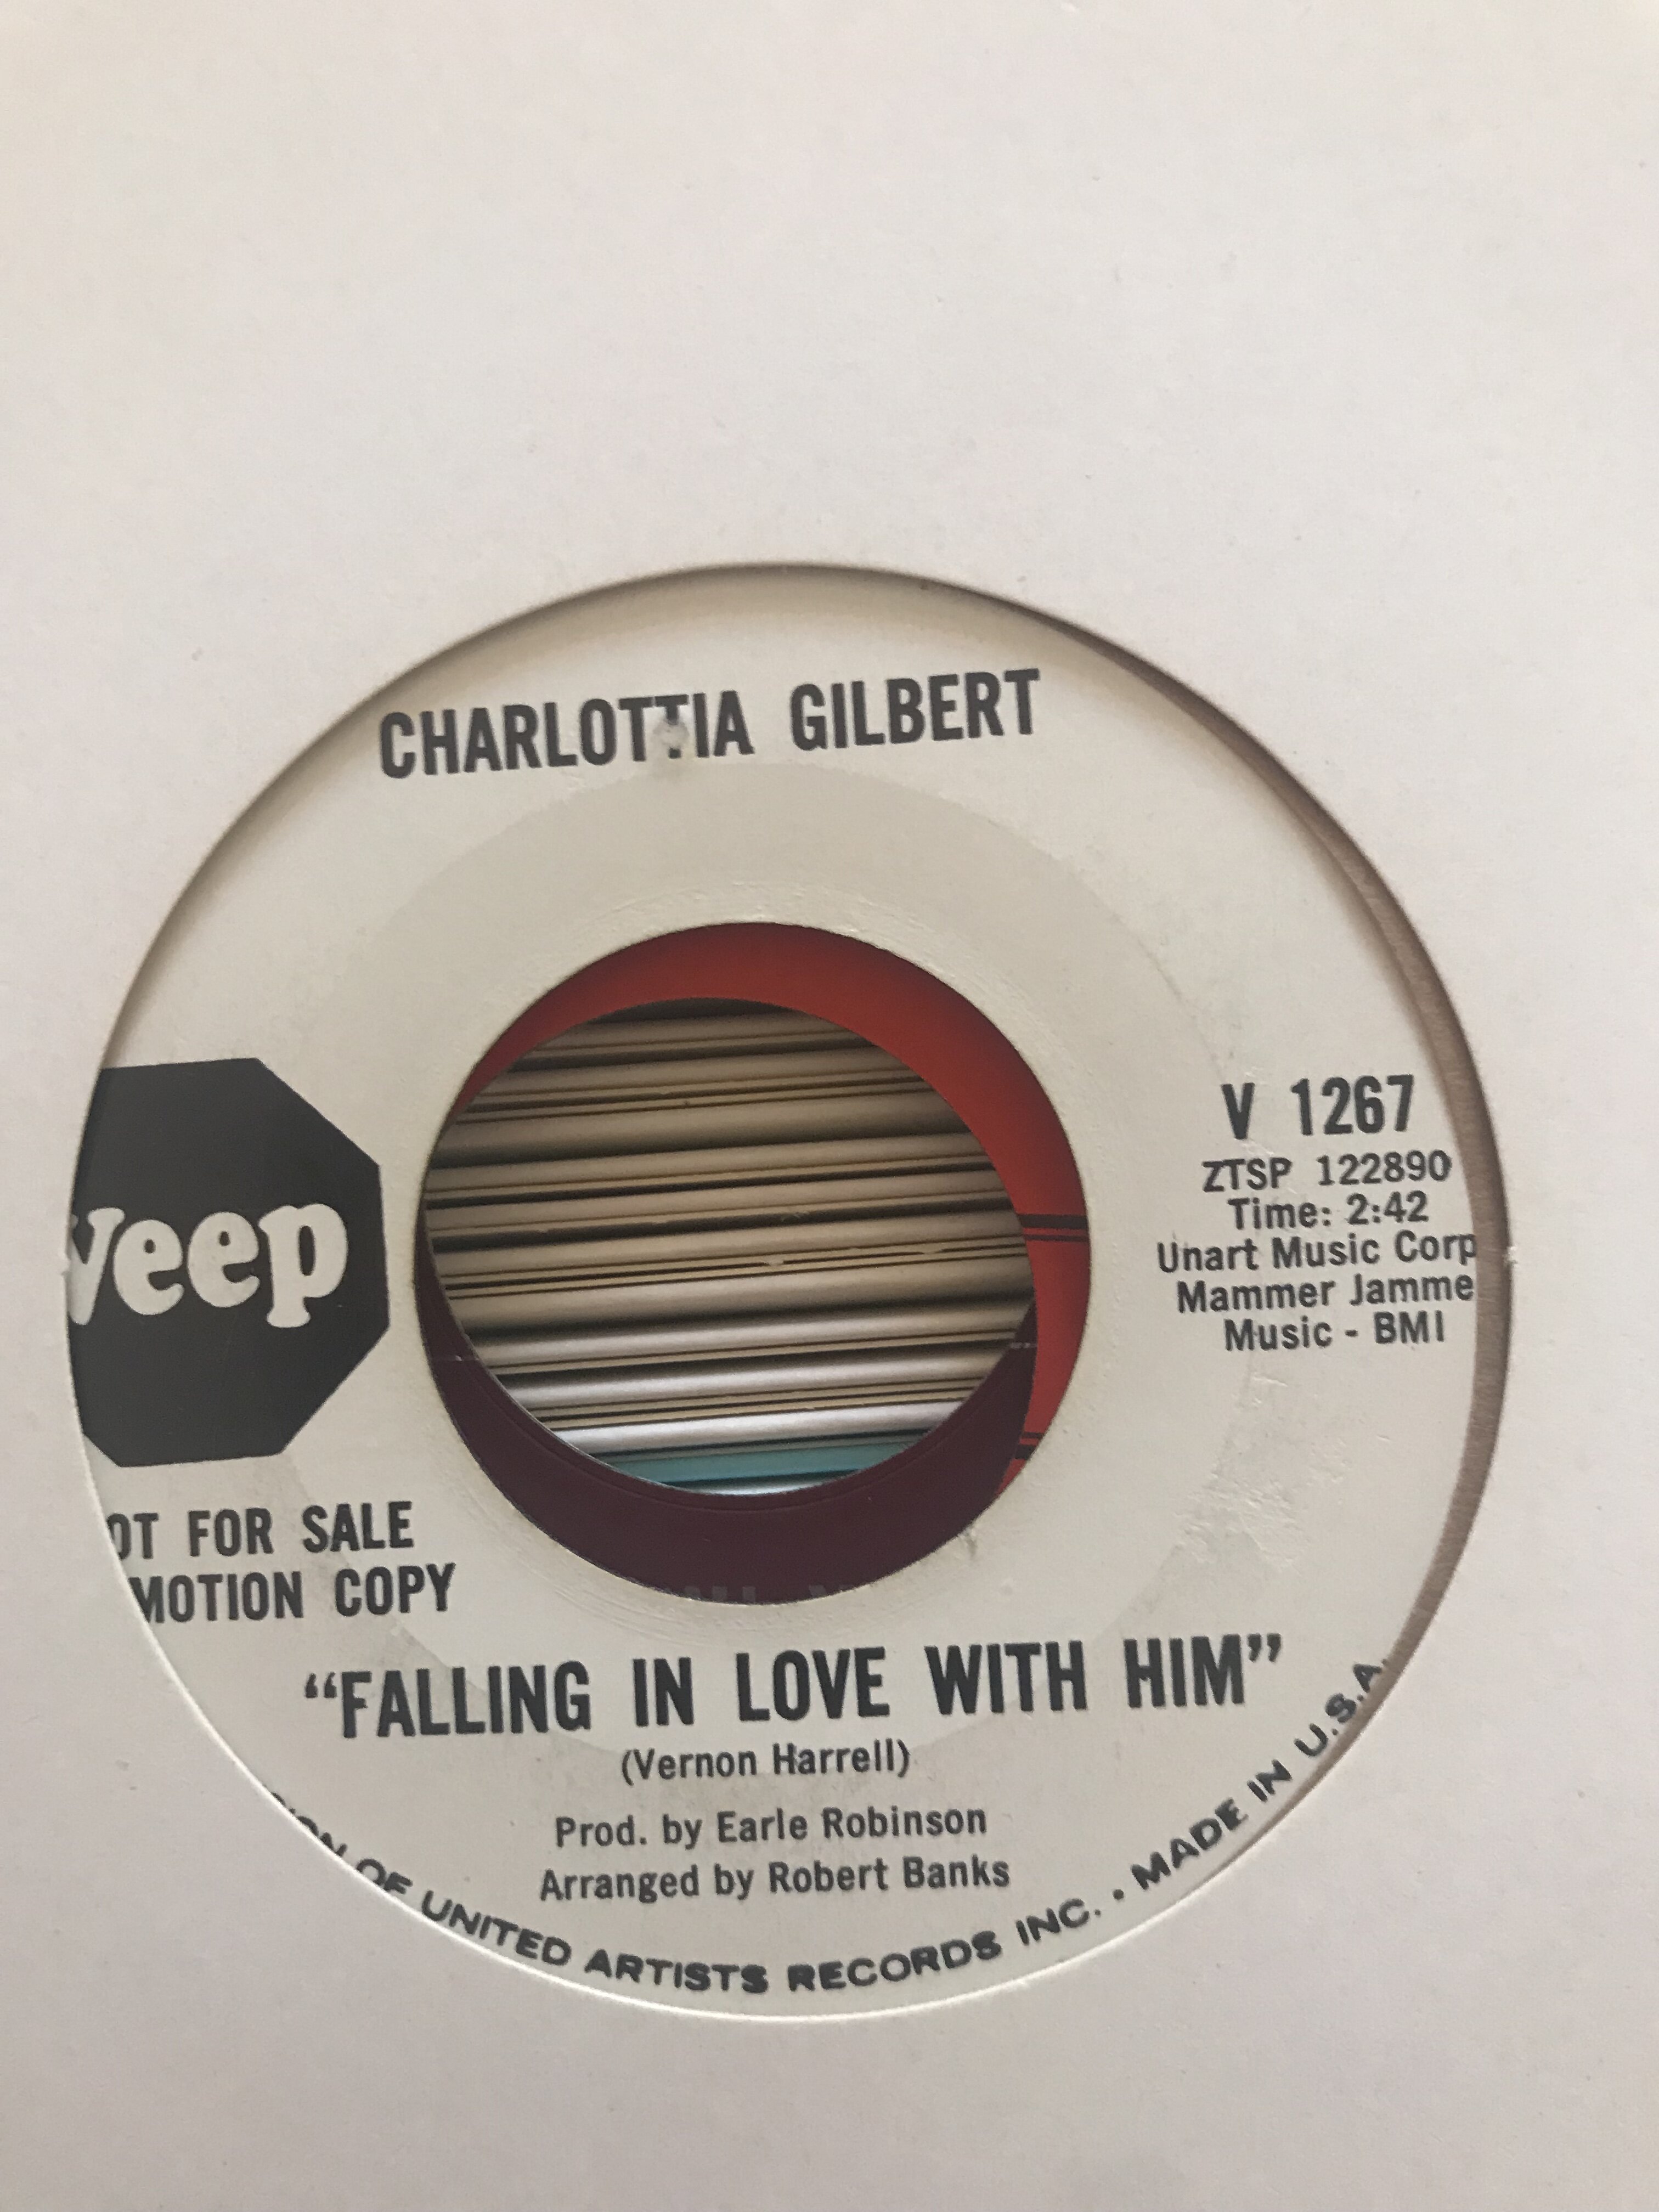 CHARLOTTIA GILBERT
Veep
V 1267
ZTSP 122890
Time: 2:42
Unart Music Corp
Mammer Jamme
Music - BMI
OT FOR SALE
MOTION COPY
“FALLING IN LOVE WITH HIM”
(Vernon Harrell)
Prod. by Earle Robinson
Arranged by Robert Banks
OF UNITED ARTISTS RECORDS INC. • MADE IN U.S.A.